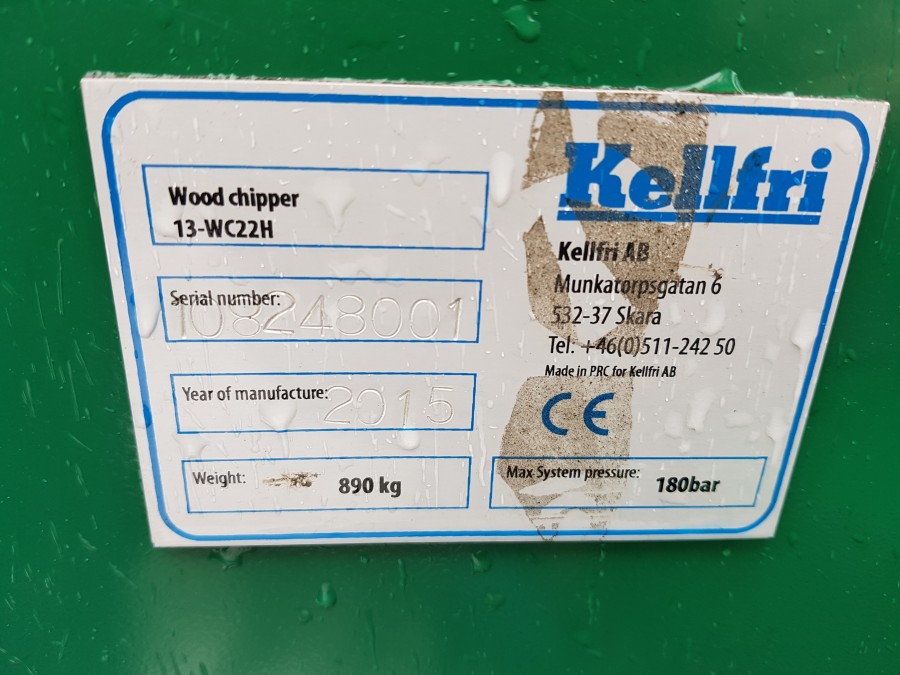 Wood chipper
13-WC22H
Serial number:
108248001
Year of manufacture: 2015
Weight: 890 kg
Kellfri
Kellfri AB
Munkatorpsgatan 6
532-37 Skara
Tel: +46(0)511-242 50
Made in PRC for Kellfri AB
CE
Max System pressure: 180bar